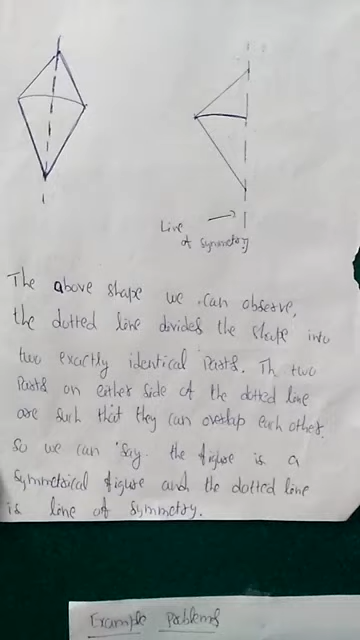 Line
of symmetry
The above shape we can observe,
the dotted line divides the shape into
two exactly identical Parts. Th two
Parts on either side of the dotted line
are such that they can overlap each other.
So we can say. the figure is a
Symmetrical figure and the dotted line
is line of symmetry.
Example Problems